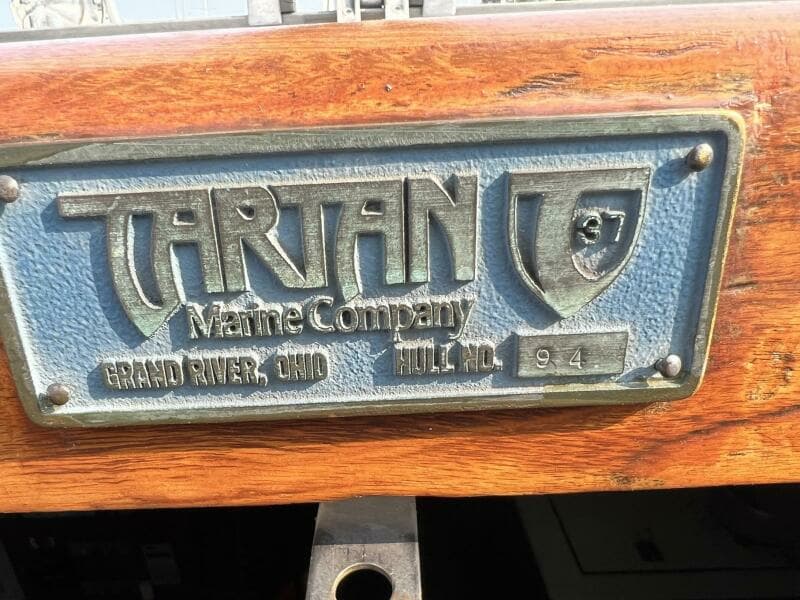 TARTAN
T 37
Marine Company
GRAND RIVER, OHIO HULL NO. 94